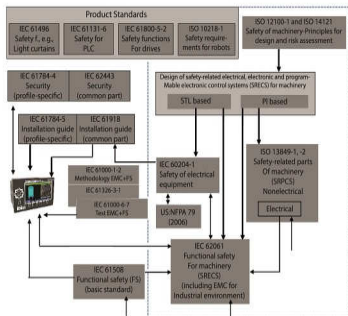 Product Standards
IEC 61496
Safety f., e.g.,
Light curtains
IEC 61131-6
Safety for
PLC
IEC 61800-5-2
Safety functions
For drives
IEC 10218-1
Safety require-
ments for robots
ISO 12100-1 and ISO 14121
Safety of machinery-Principles for
design and risk assessment
IEC 61784-4
Security
(profile-specific)
IEC 62443
Security
(common part)
IEC 61784-5
Installation guide
(profile-specific)
IEC 61918
Installation guide
(common part)
Design of safety-related electrical, electronic and program-
Mable electronic control systems (SRECS) for machinery
STL based
PI based
IEC 61000-1-2
Methodology EMC+FS
IEC 61326-3-1
IEC 61000-6-7
Test EMC+FS
IEC 60204-1
Safety of electrical
equipment
US:NFPA 79
(2006)
ISO 13849-1, -2
Safety-related parts
Of machinery
(SRPCS)
Nonelectrical
Electrical
IEC 61508
Functional safety (FS)
(basic standard)
IEC 62061
Functional safety
For machinery
(SRECS)
(including EMC for
Industrial environment)